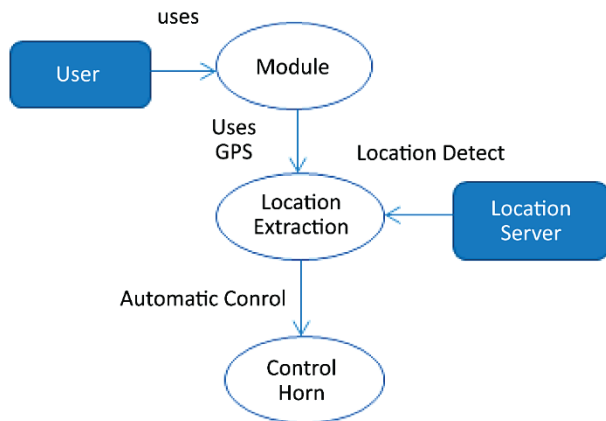 uses
User
Module
Uses
GPS
Location Detect
Location
Extraction
Location
Server
Automatic Conrol
Control
Horn